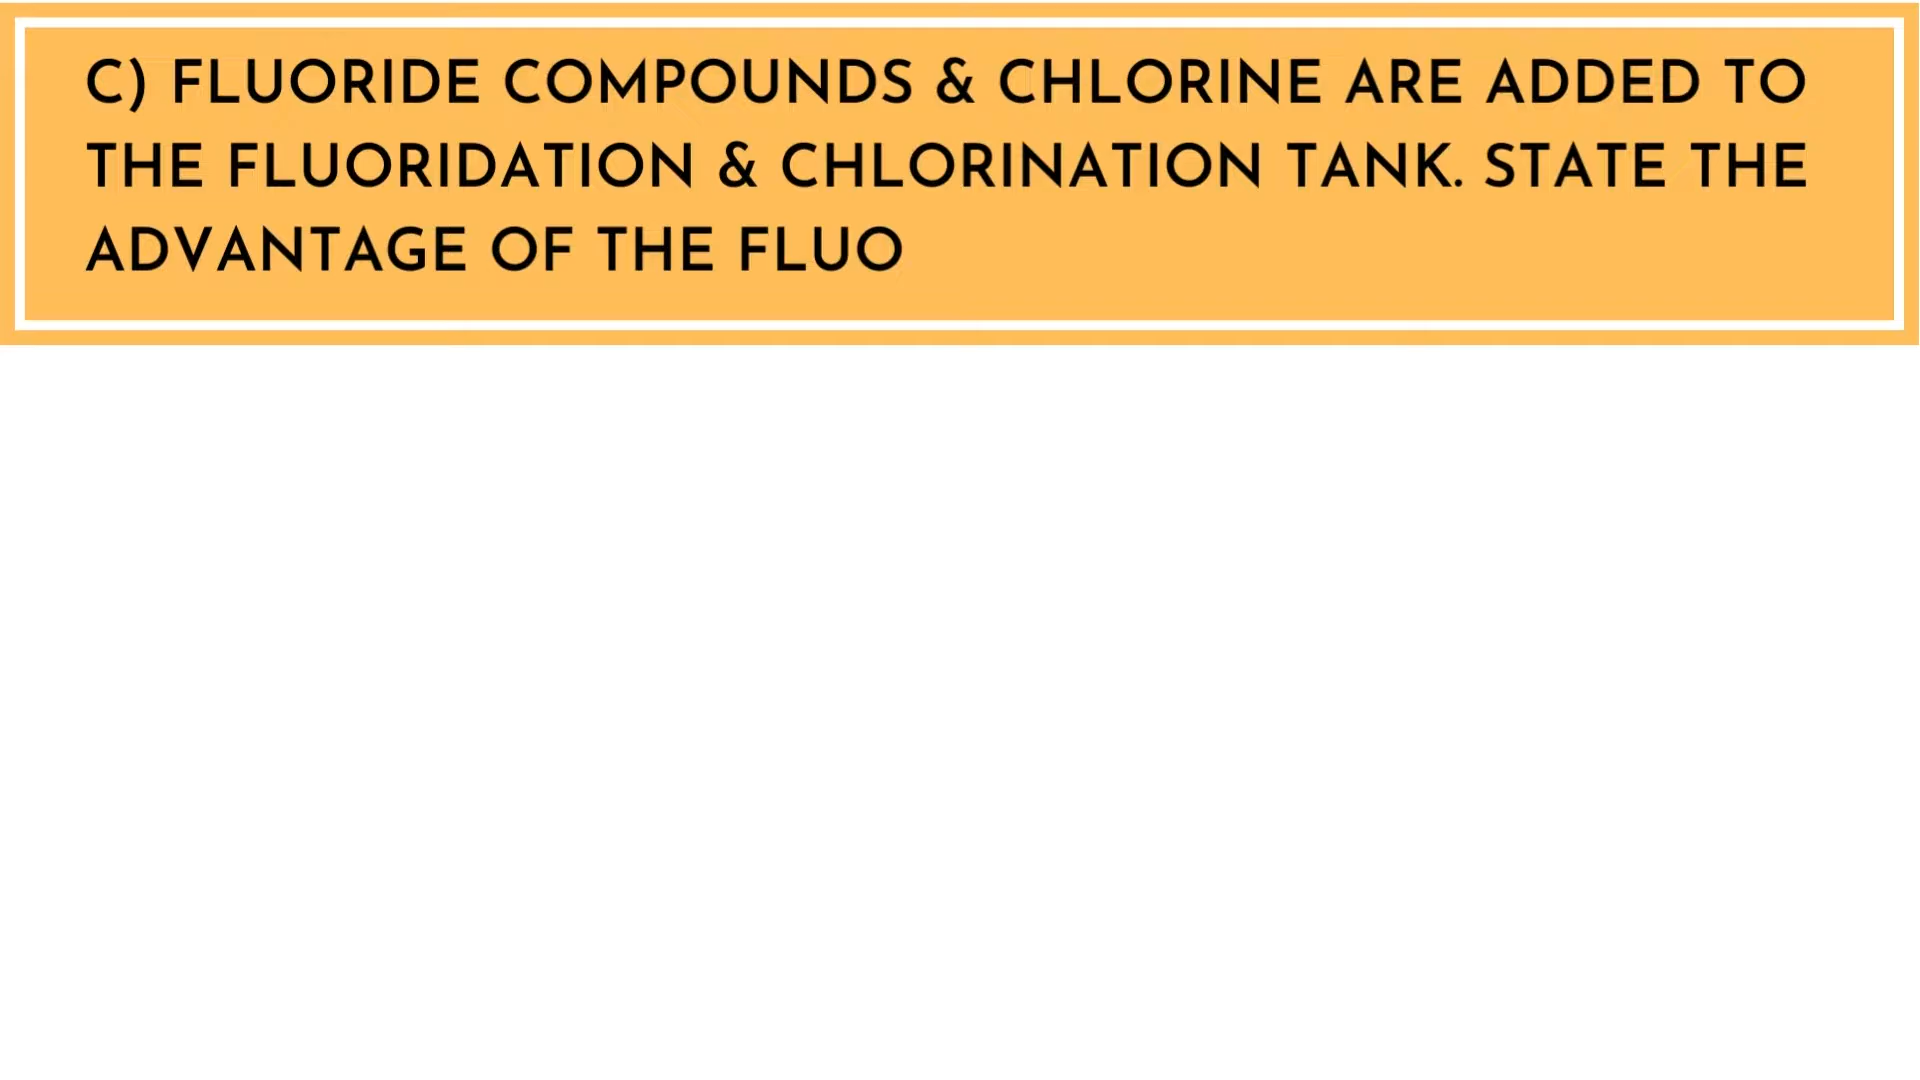 C) FLUORIDE COMPOUNDS & CHLORINE ARE ADDED TO
THE FLUORIDATION & CHLORINATION TANK. STATE THE
ADVANTAGE OF THE FLUO